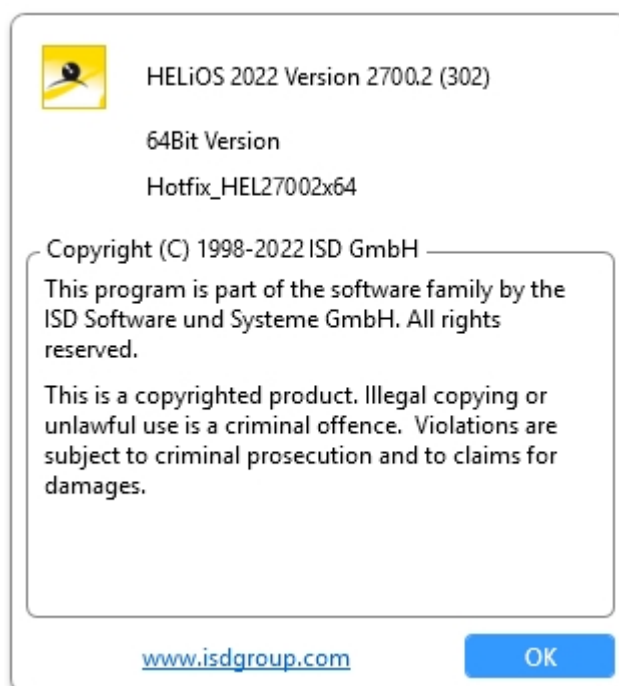 HELiOS 2022 Version 2700.2 (302)
64Bit Version
Hotfix_HEL27002x64
Copyright (C) 1998-2022 ISD GmbH
This program is part of the software family by the
ISD Software und Systeme GmbH. All rights
reserved.
This is a copyrighted product. Illegal copying or
unlawful use is a criminal offence.  Violations are
subject to criminal prosecution and to claims for
damages.
www.isdgroup.com
OK